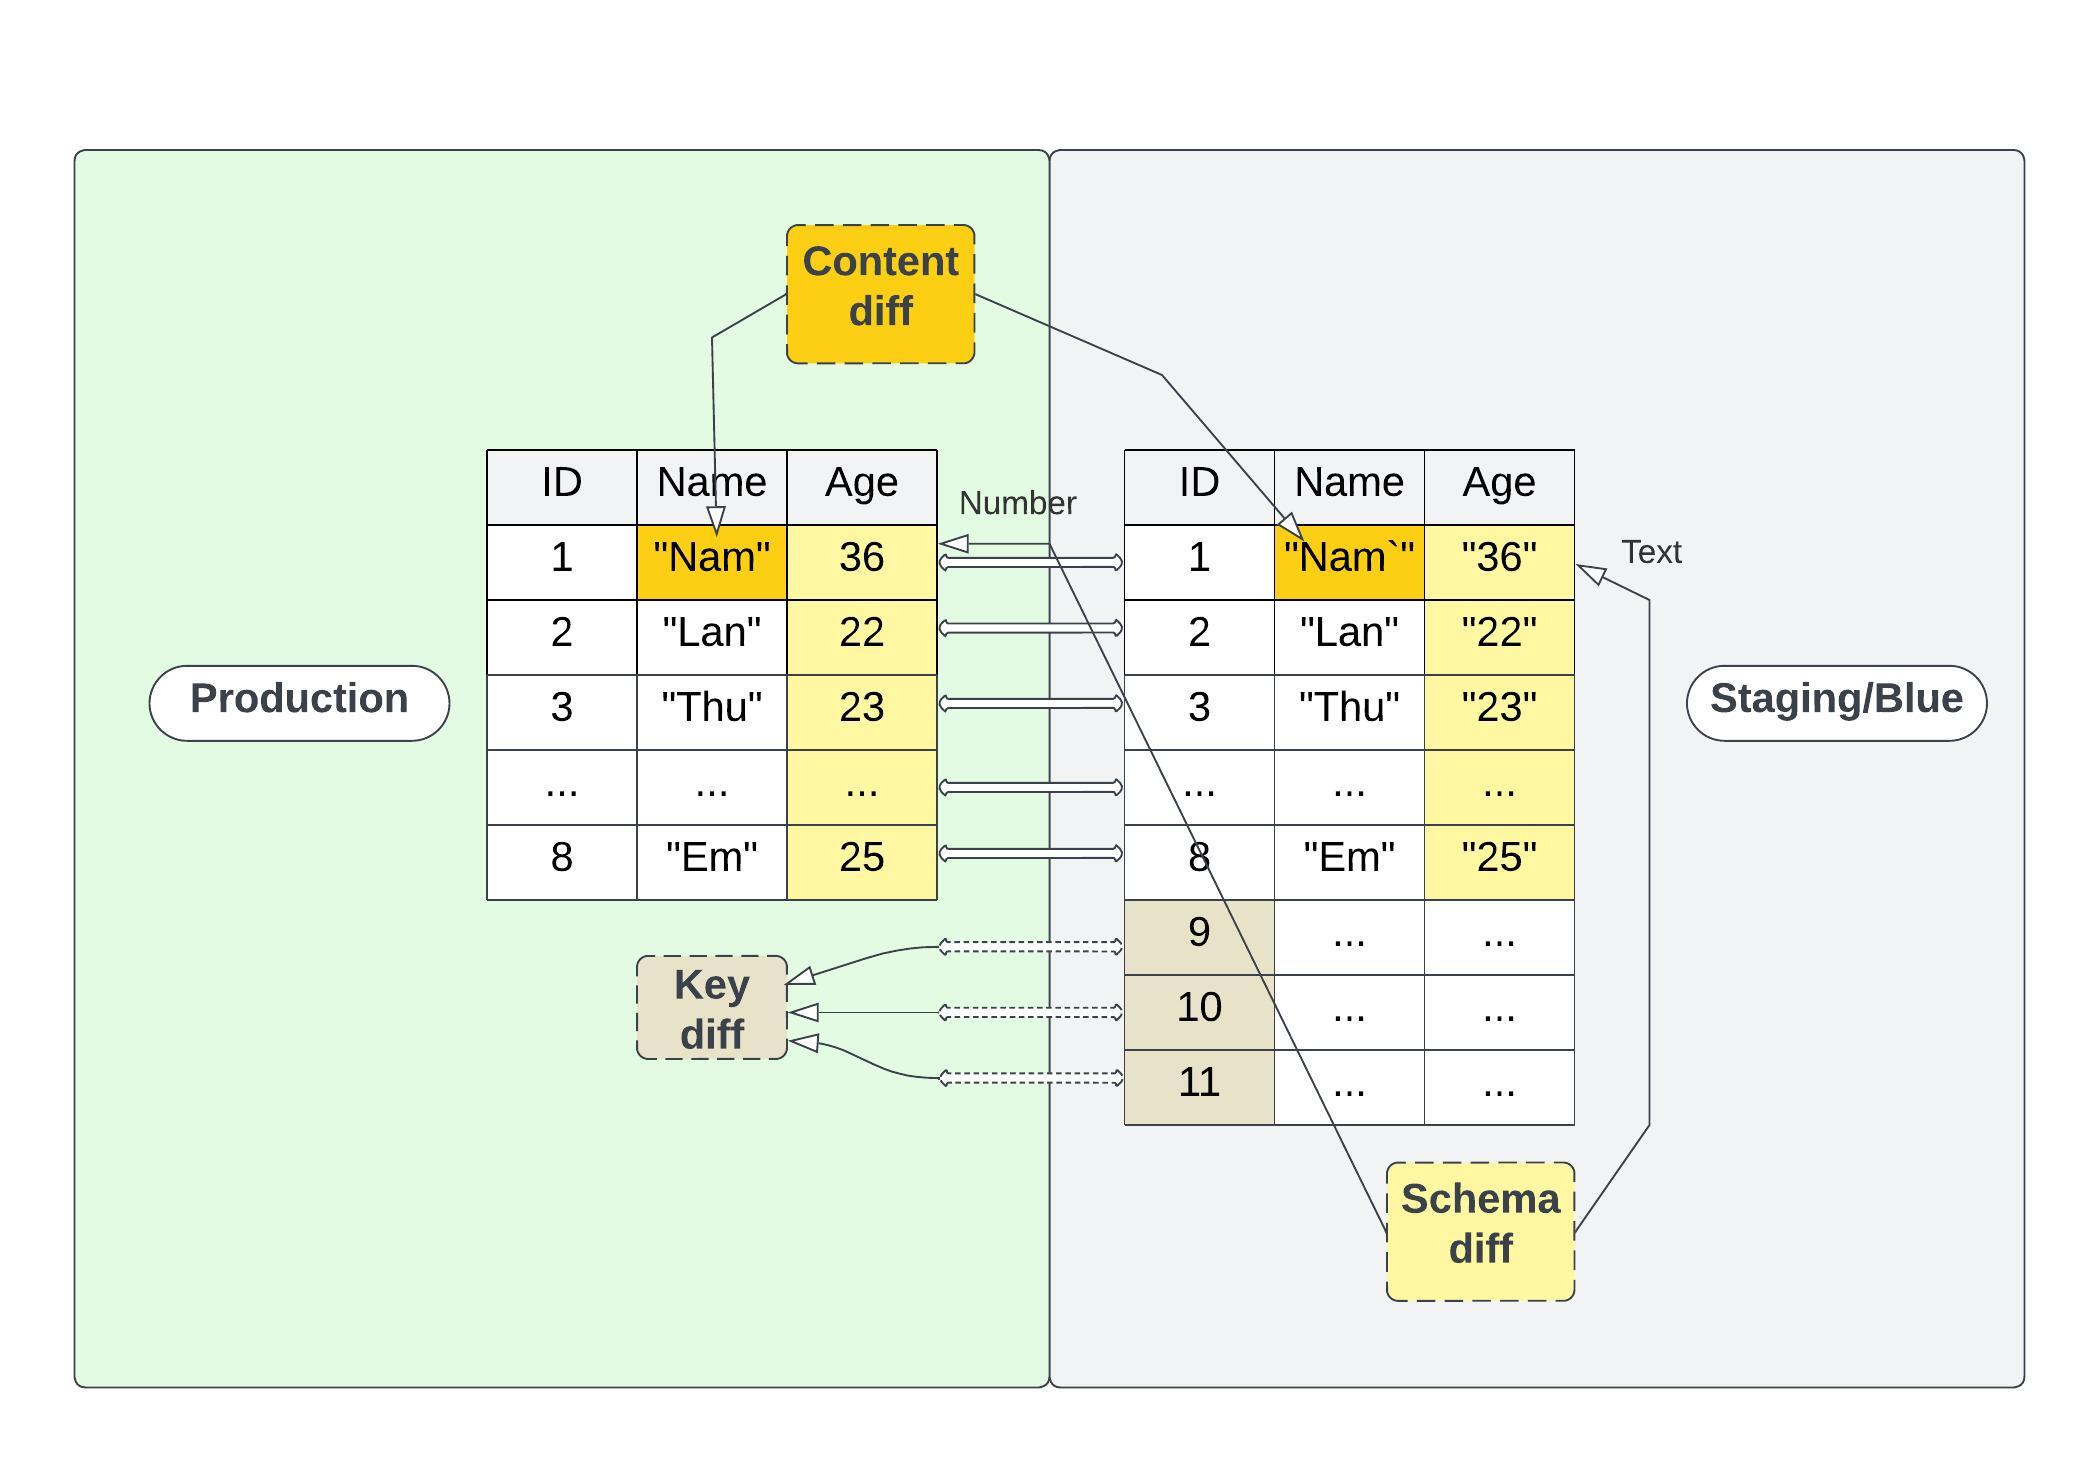 Content
diff
ID Name Age
1 "Nam" 36
2 "Lan" 22
3 "Thu" 23
... ... ...
8 "Em" 25
Number
ID Name Age
1 "Nam`" "36"
2 "Lan" "22"
3 "Thu" "23"
... ... ...
8 "Em" "25"
9 ... ...
10 ... ...
11 ... ...
Text
Production
Staging/Blue
Key
diff
Schema
diff